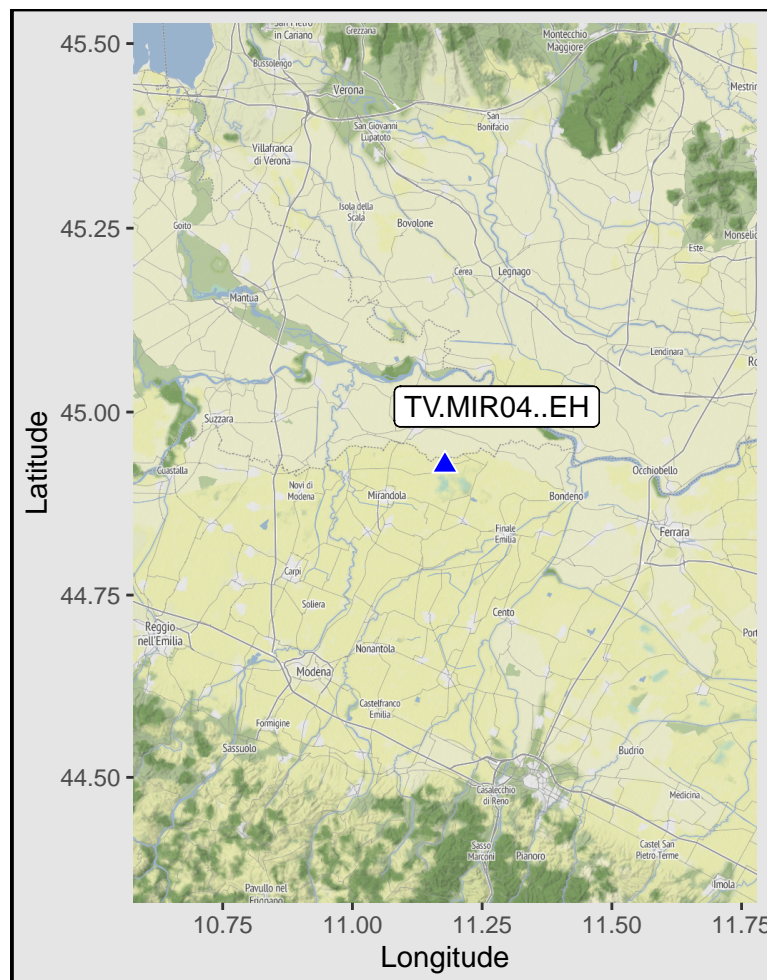 in Cariano
Grezzana
Montecchio
Maggiore
45.50
Bussolengo
Verona
Mestrin
San Giovanni
Lupatoto
San
Bonifacio
Villafranca
di Verona
Isola della
Scala
Bovolone
45.25
Goito
Monselic
Este
Cerea
Legnago
Mantua
Lendinara
Ro
45.00
TV.MIR04..EH
Suzzara
Latitude
Guastalla
Occhiobello
Novi di
Modena
Mirandola
Bondeno
Finale
Emilia
Ferrara
44.75
Carpi
Soliera
Cento
Reggio
nell'Emilia
Port
Nonantola
Modena
Castelfranco
Emilia
Formigine
Sassuolo
Budrio
44.50
Casalecchio
di Reno
Medicina
Sasso
Marconi
Pianoro
Castel San
Pietro Terme
Pavullo nel
Imola
10.75
11.00
11.25
11.50
11.75
Longitude